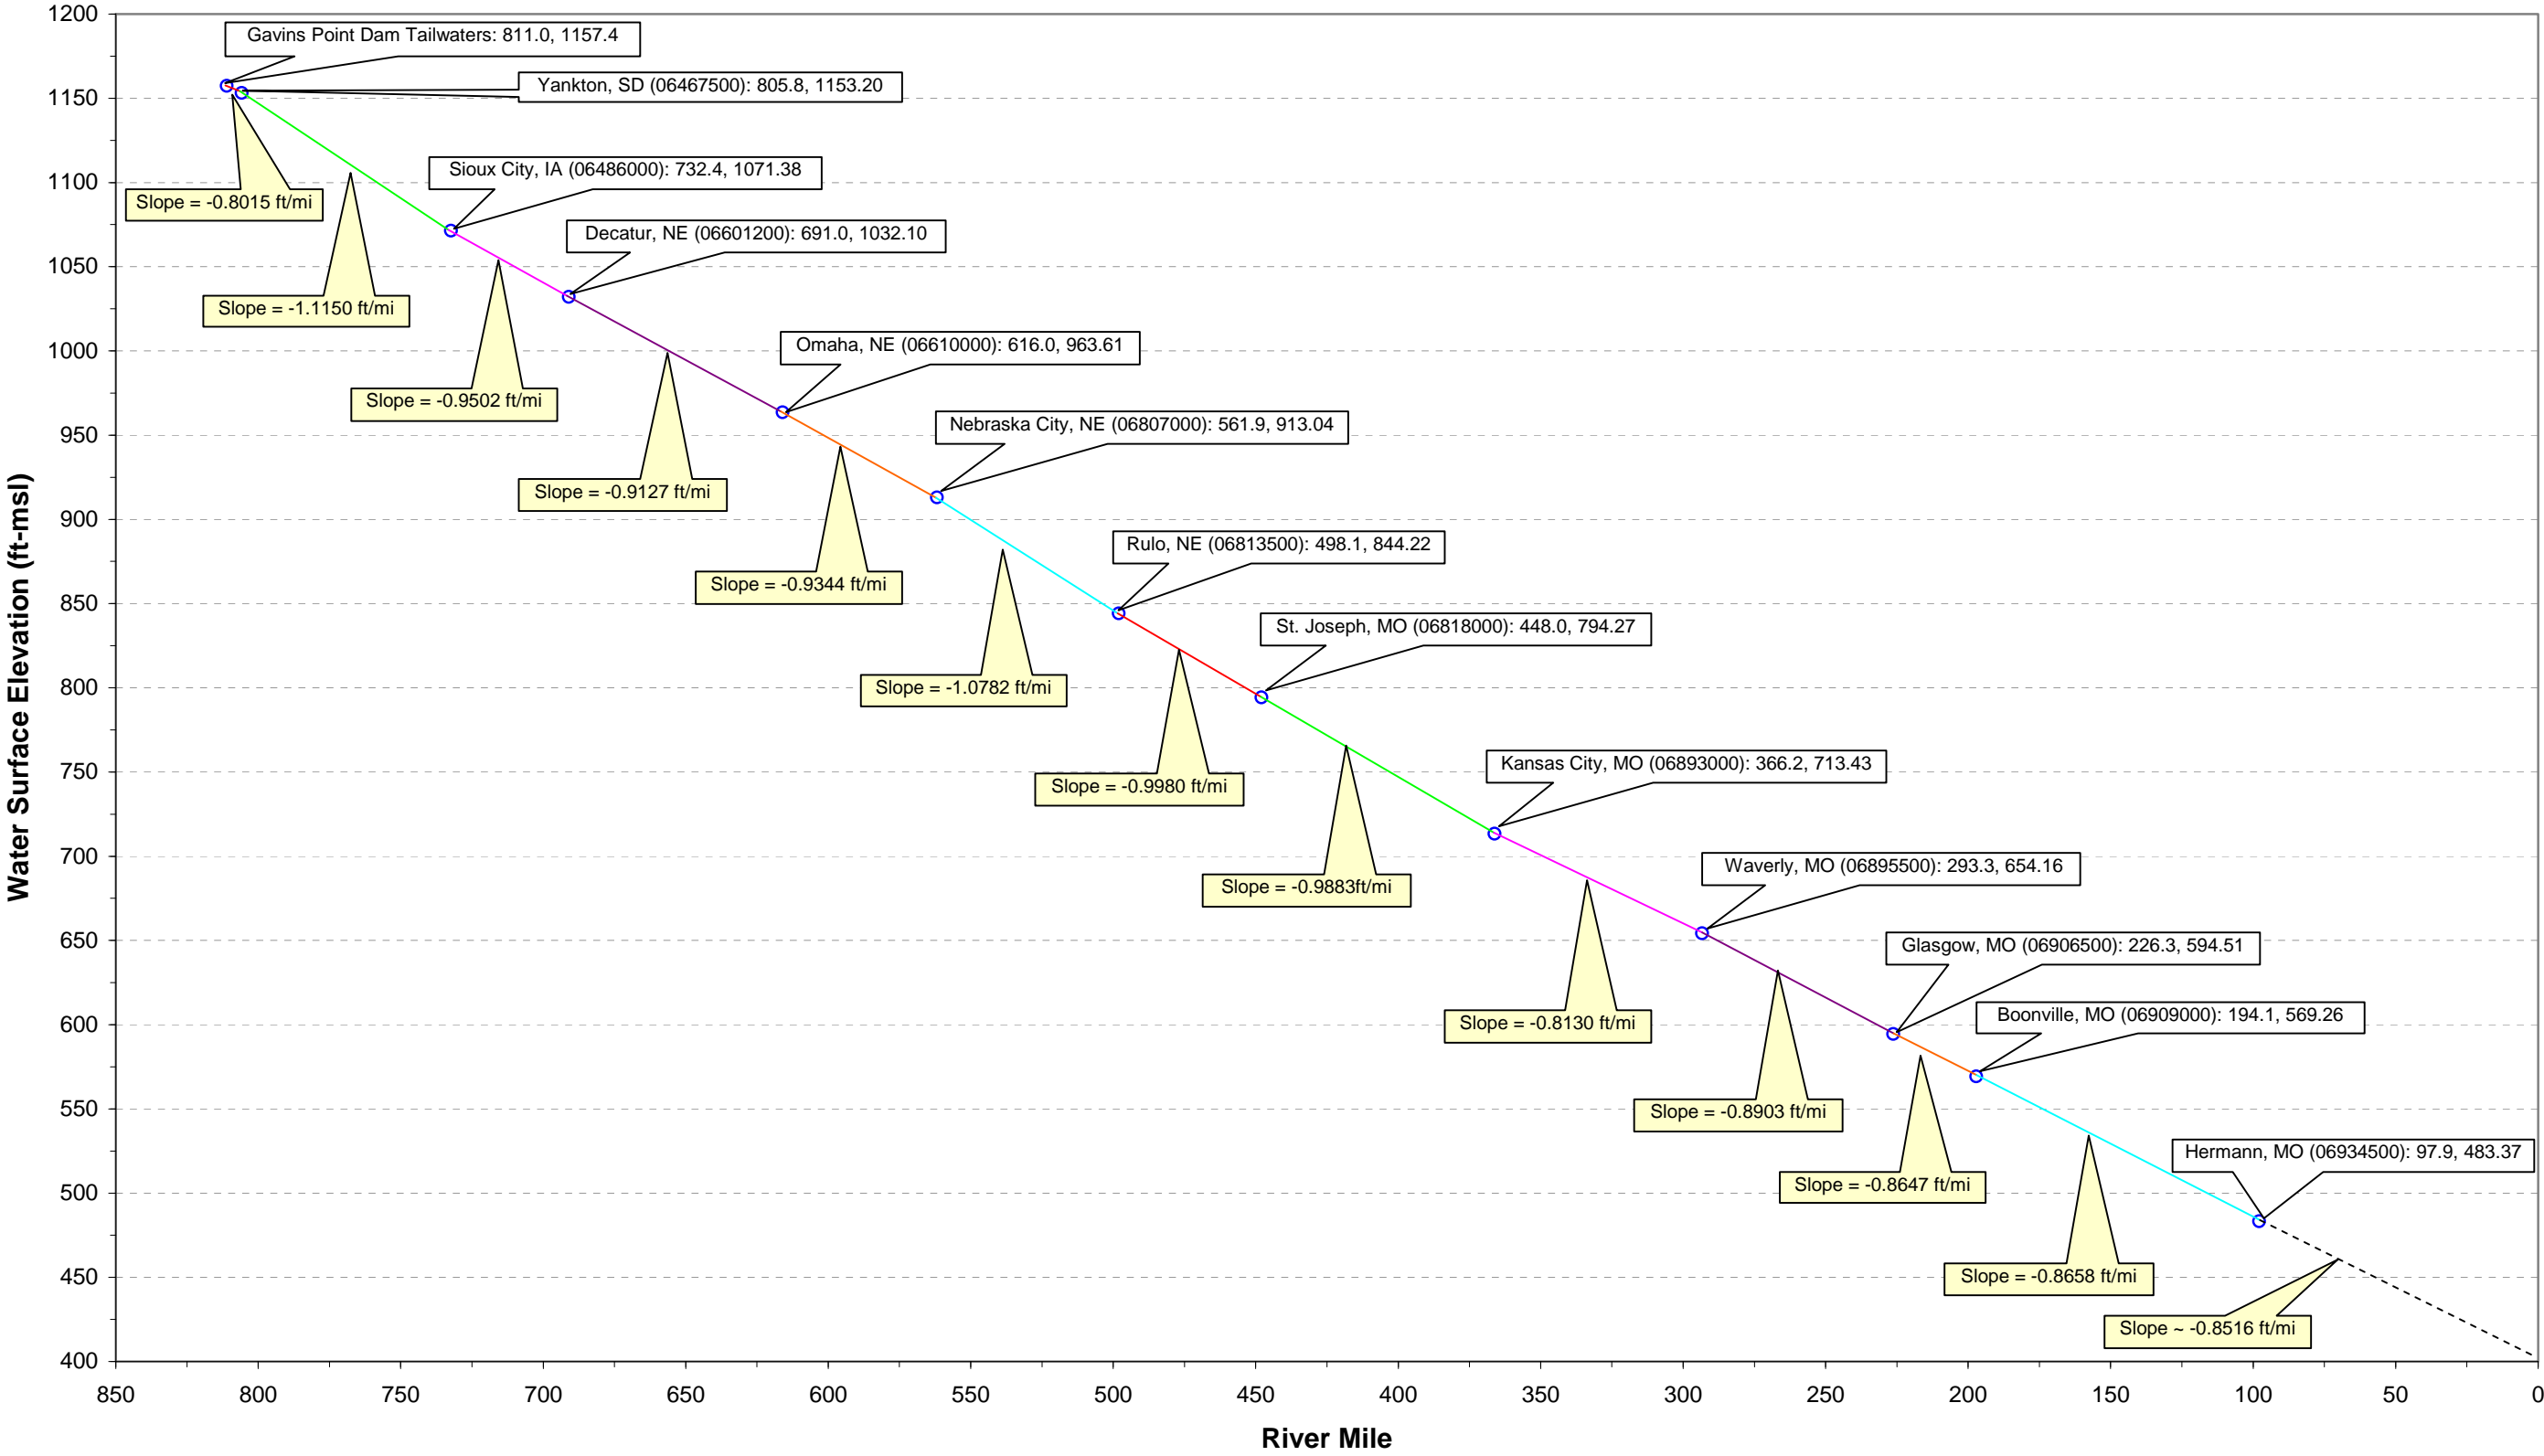 1200
1150
1100
1050
1000
950
900
850
800
750
700
650
600
550
500
450
400
Water Surface Elevation (ft-msl)
Gavins Point Dam Tailwaters: 811.0, 1157.4
Yankton, SD (06467500): 805.8, 1153.20
Sioux City, IA (06486000): 732.4, 1071.38
Slope = -0.8015 ft/mi
Decatur, NE (06601200): 691.0, 1032.10
Slope = -1.1150 ft/mi
Omaha, NE (06610000): 616.0, 963.61
Slope = -0.9502 ft/mi
Nebraska City, NE (06807000): 561.9, 913.04
Slope = -0.9127 ft/mi
Rulo, NE (06813500): 498.1, 844.22
Slope = -0.9344 ft/mi
St. Joseph, MO (06818000): 448.0, 794.27
Slope = -1.0782 ft/mi
Kansas City, MO (06893000): 366.2, 713.43
Slope = -0.9980 ft/mi
Waverly, MO (06895500): 293.3, 654.16
Slope = -0.9883ft/mi
Glasgow, MO (06906500): 226.3, 594.51
Boonville, MO (06909000): 194.1, 569.26
Slope = -0.8130 ft/mi
Slope = -0.8903 ft/mi
Hermann, MO (06934500): 97.9, 483.37
Slope = -0.8647 ft/mi
Slope = -0.8658 ft/mi
Slope ~ -0.8516 ft/mi
850 800 750 700 650 600 550 500 450 400 350 300 250 200 150 100 50 0
River Mile